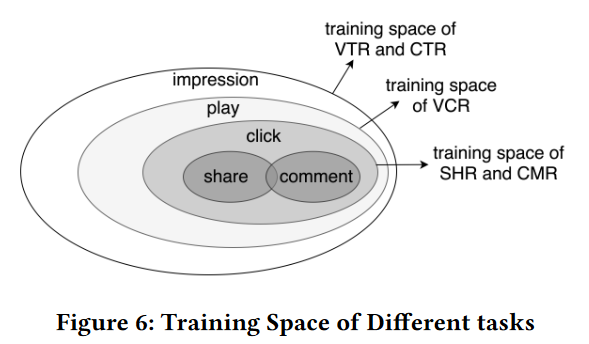 training space of
VTR and CTR
impression
training space
of VCR
play
click
training space of
SHR and CMR
share
comment
Figure 6: Training Space of Different tasks